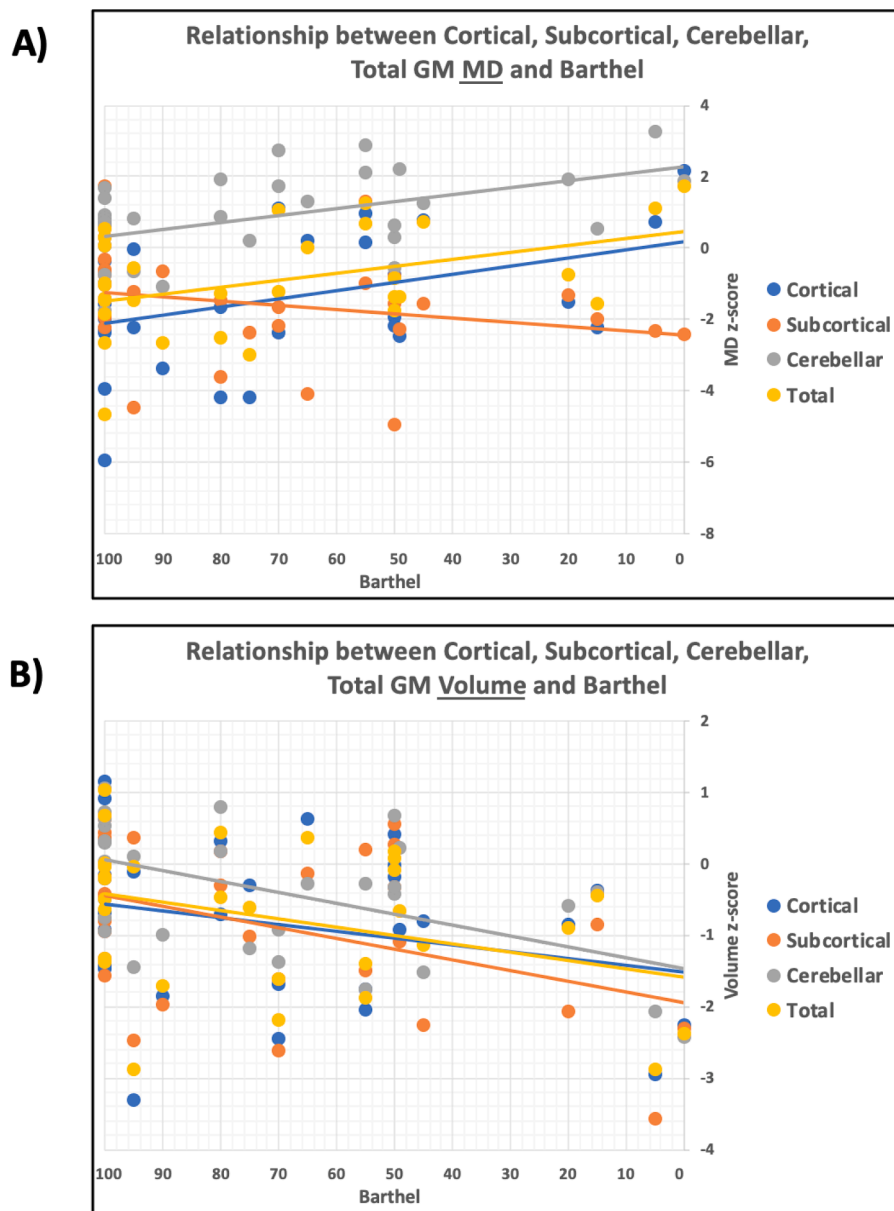 A)
Relationship between Cortical, Subcortical, Cerebellar,
Total GM MD and Barthel
4
2
0
-2
-4
-6
-8
MD z-score
Cortical
Subcortical
Cerebellar
Total
100 90 80 70 60 50 40 30 20 10 0
Barthel
B)
Relationship between Cortical, Subcortical, Cerebellar,
Total GM Volume and Barthel
2
1
0
-1
-2
-3
-4
Volume z-score
Cortical
Subcortical
Cerebellar
Total
100 90 80 70 60 50 40 30 20 10 0
Barthel